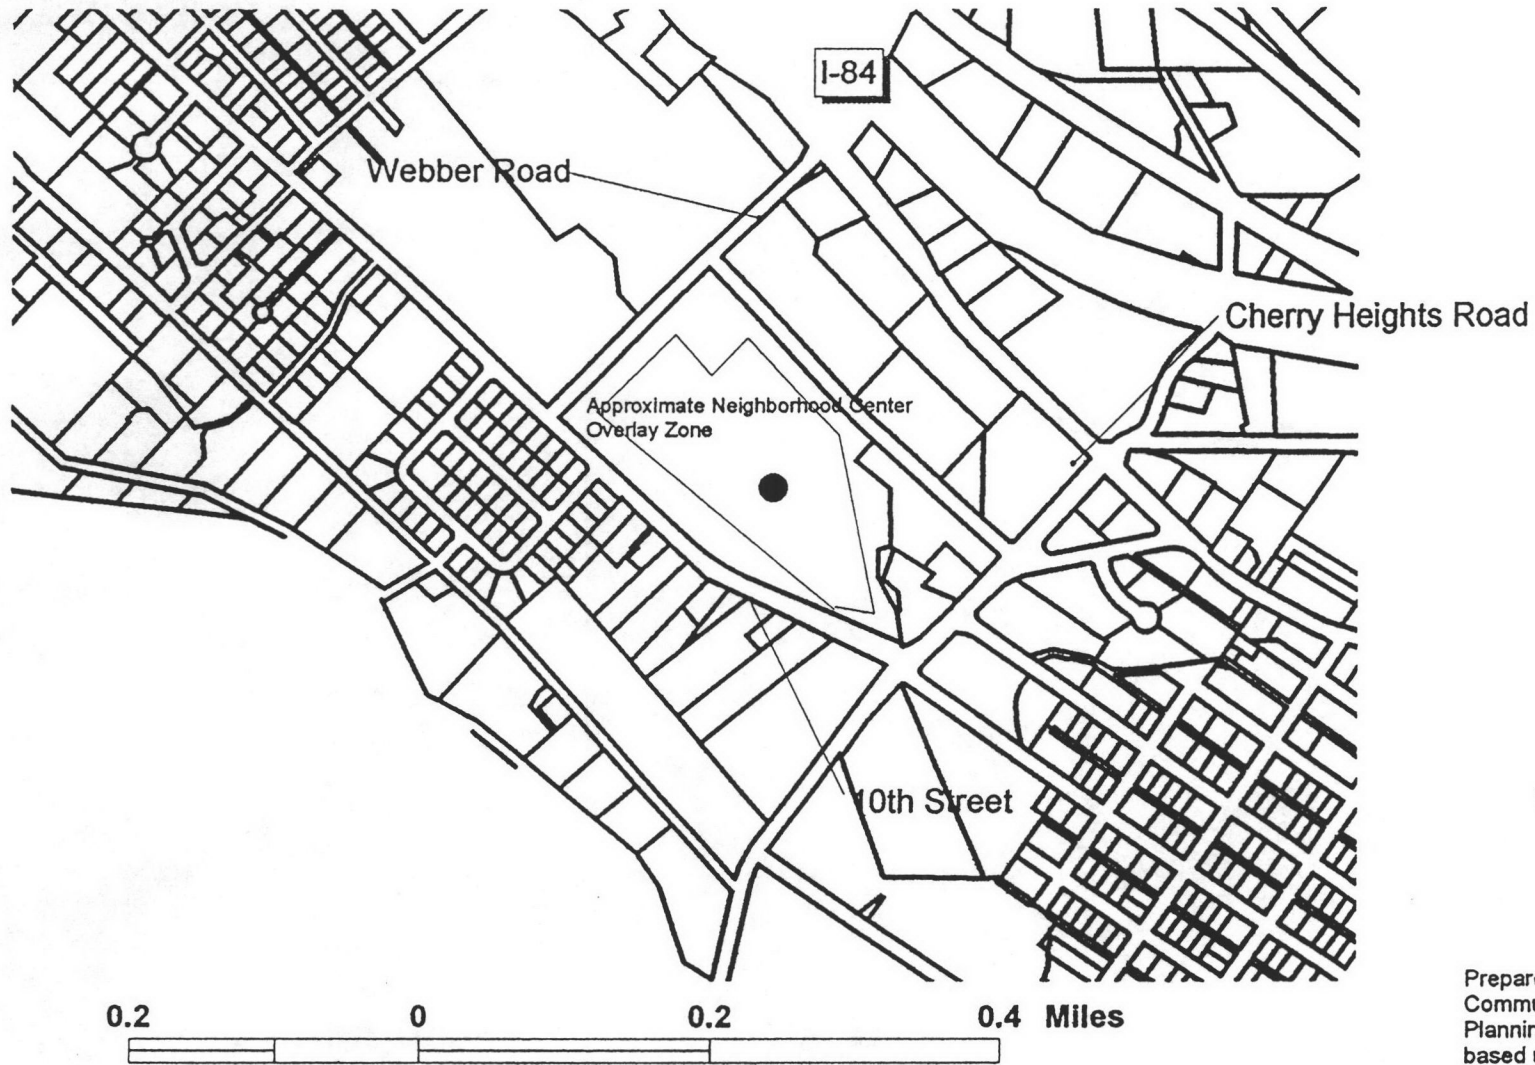 I-84
Webber Road
Cherry Heights Road
Approximate Neighborhood Center
Overlay Zone
10th Street
0.2 0 0.2 0.4 Miles
based